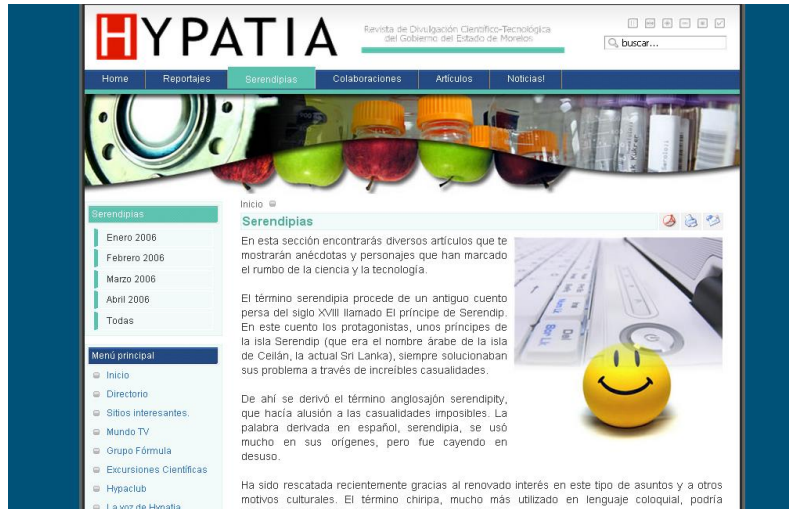 HYPATIA
Revista de Divulgación Científico-Tecnológica
del Gobierno del Estado de Morelos
buscar...
Home Reportajes Serendipias Colaboraciones Artículos Noticias!
Inicio
Serendipias
Enero 2006
Febrero 2006
Marzo 2006
Abril 2006
Todas
Menú principal
Inicio
Directorio
Sitios interesantes.
Mundo TV
Grupo Fórmula
Excursiones Científicas
Hypaclub
La voz de Hypatia
Serendipias
En esta sección encontrarás diversos artículos que te
mostrarán anécdotas y personajes que han marcado
el rumbo de la ciencia y la tecnología.
El término serendipia procede de un antiguo cuento
persa del siglo XVIII llamado El príncipe de Serendip.
En este cuento los protagonistas, unos príncipes de
la isla Serendip (que era el nombre árabe de la isla
de Ceilán, la actual Sri Lanka), siempre solucionaban
sus problema a través de increíbles casualidades.
De ahí se derivó el término anglosajón serendipity,
que hacía alusión a las casualidades imposibles. La
palabra derivada en español, serendipia, se usó
mucho en sus orígenes, pero fue cayendo en
desuso.
Ha sido rescatada recientemente gracias al renovado interés en este tipo de asuntos y a otros
motivos culturales. El término chiripa, mucho más utilizado en lenguaje coloquial, podría